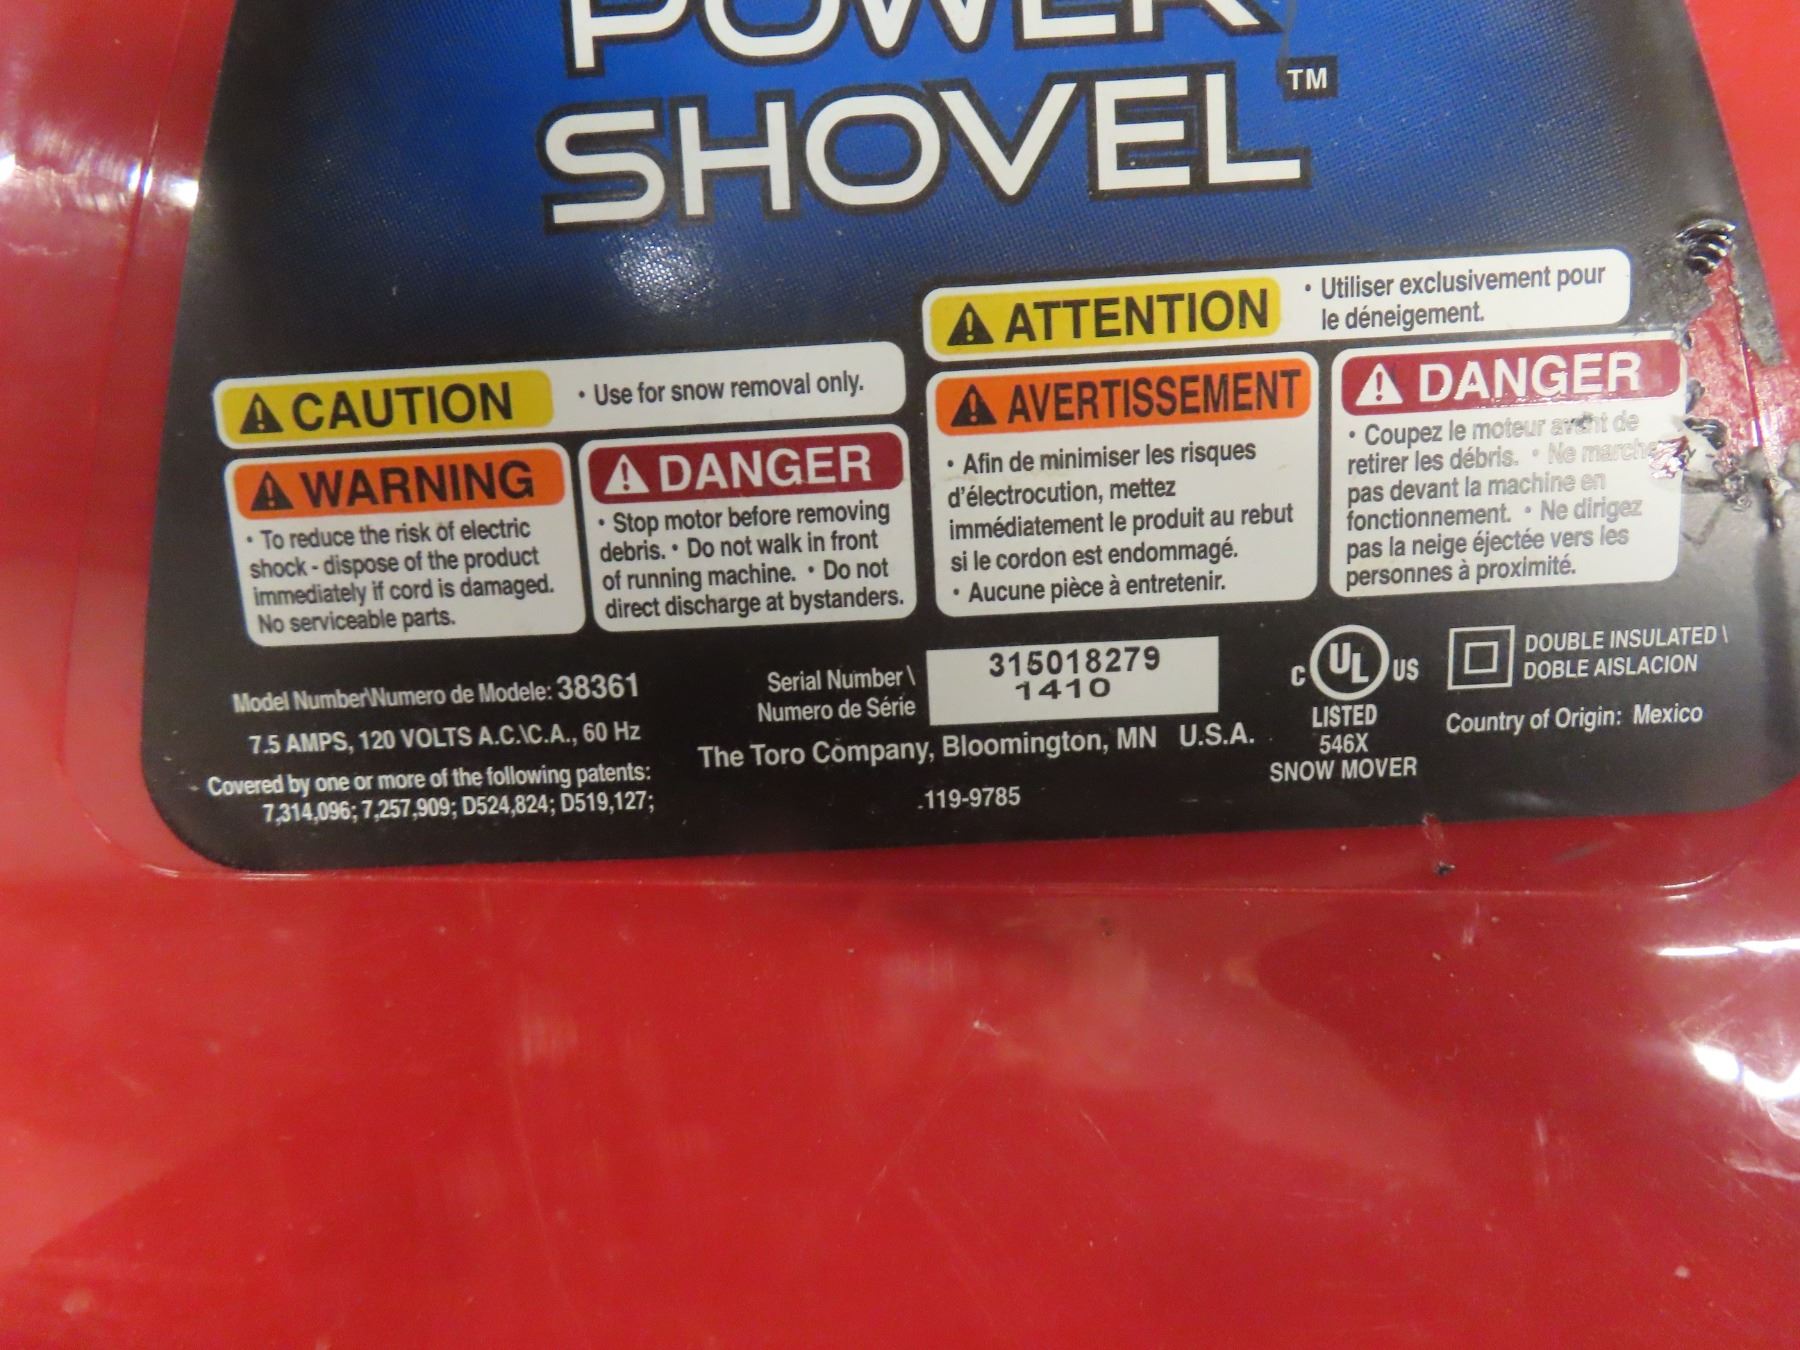 POWER
SHOVEL™
CAUTION
• Use for snow removal only.
WARNING
• To reduce the risk of electric
shock - dispose of the product
immediately if cord is damaged.
No serviceable parts.
DANGER
• Stop motor before removing
debris. • Do not walk in front
of running machine. • Do not
direct discharge at bystanders.
ATTENTION
• Utiliser exclusivement pour
le déneigement.
AVERTISSEMENT
• Afin de minimiser les risques
d'électrocution, mettez
immédiatement le produit au rebut
si le cordon est endommagé.
• Aucune pièce à entretenir.
DANGER
• Coupez le moteur avant de
retirer les débris. • Ne marchez
pas devant la machine en
fonctionnement. • Ne dirigez
pas la neige éjectée vers les
personnes à proximité.
Model Number\Numero de Modele: 38361
7.5 AMPS, 120 VOLTS A.C.\C.A., 60 Hz
Covered by one or more of the following patents:
7,314,096; 7,257,909; D524,824; D519,127;
Serial Number \
Numero de Série
315018279
1410
The Toro Company, Bloomington, MN U.S.A.
.119-9785
C UL US
LISTED
546X
SNOW MOVER
DOUBLE INSULATED \
DOBLE AISLACION
Country of Origin: Mexico